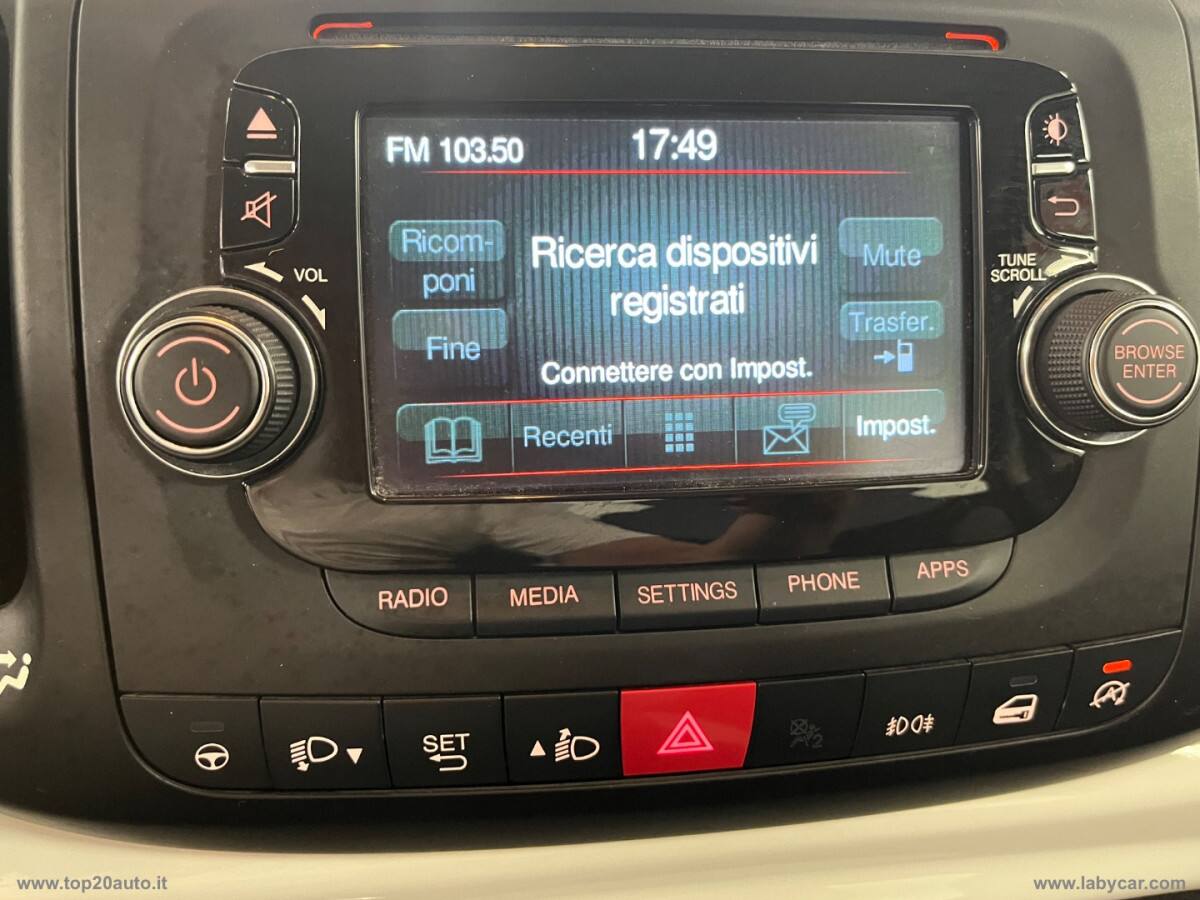 FM 103.50
17:49
Ricom-
poni
Ricerca dispositivi
registrati
Mute
Fine
Trasfer.
Connettere con Impost.
Recenti
Impost.
VOL
TUNE
SCROLL
BROWSE
ENTER
RADIO
MEDIA
SETTINGS
PHONE
APPS
SET
A
2
www.top20auto.it
www.labycar.com